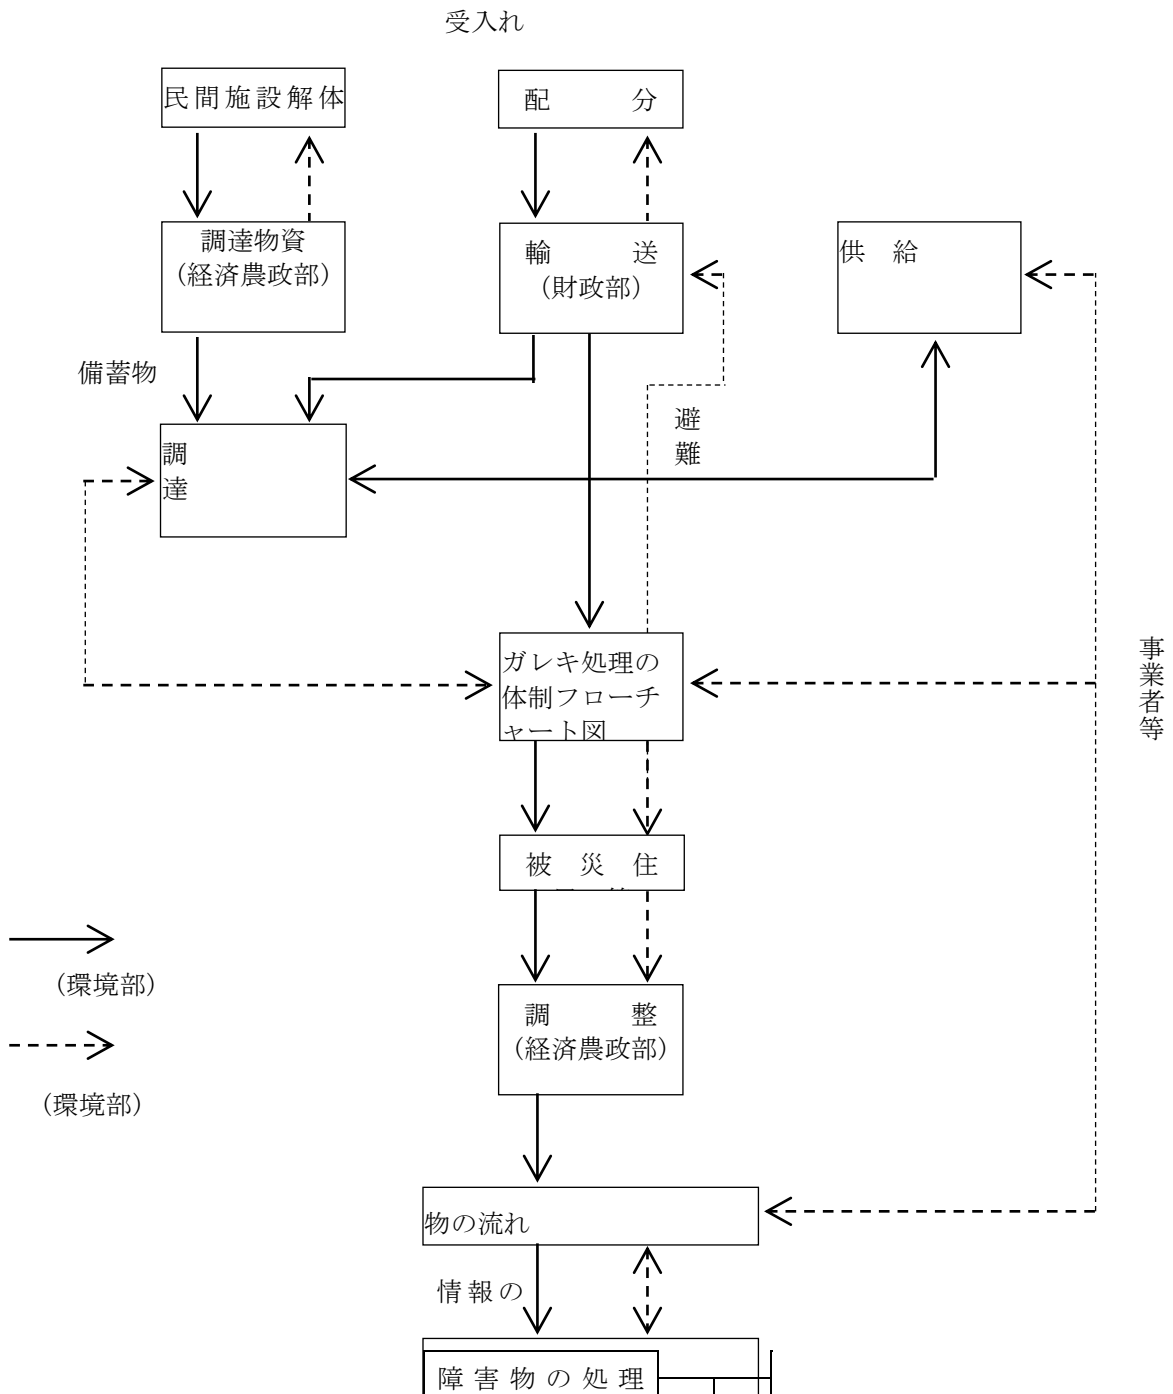 受入れ
民間施設解体
配分
調達物資
（経済農政部）
輸送
（財政部）
供給
備蓄物
避難
調
達
ガレキ処理の
体制フローチ
ャート図
事業者等
被災住
（環境部）
調整
（経済農政部）
（環境部）
物の流れ
情報の
障害物の処理